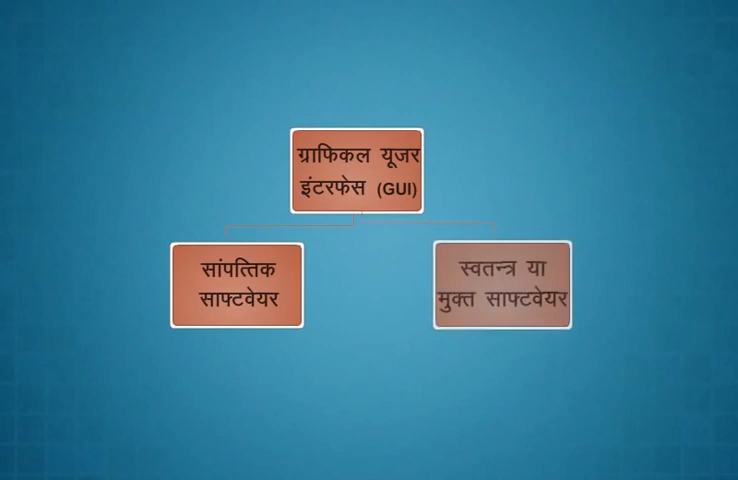 ग्राफिकल यूजर
इंटरफेस (GUI)
सांपत्तिक
साफ्टवेयर
स्वतन्त्र या
मुक्त साफ्टवेयर